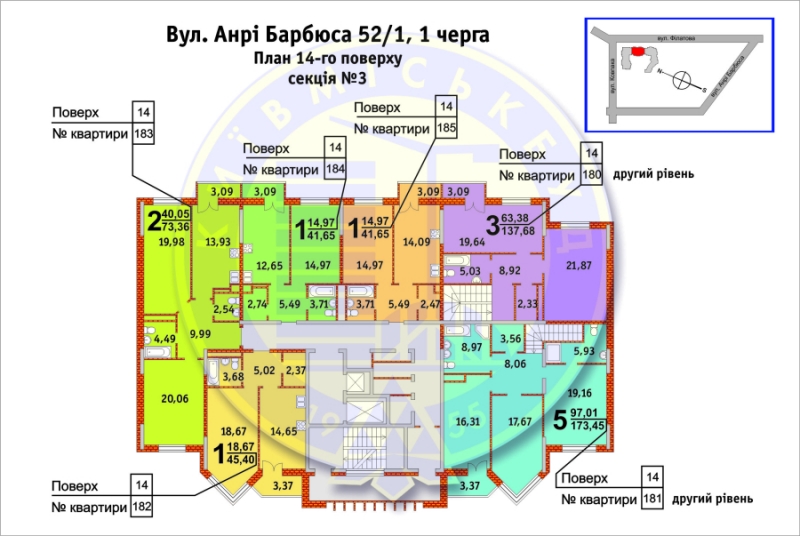 Вул. Анрі Барбюса 52/1, 1 черга
План 14-го поверху
секція №3
вул. Філатова
вул. Ковпака
вул. Анрі Барбюса
N
S
Поверх 14
№ квартири 183
Поверх 14
№ квартири 184
Поверх 14
№ квартири 185
Поверх 14
№ квартири 180 другий рівень
3,09
3,09
3,09
3,09
2 40,05
73,36
19,98
13,93
1 14,97
41,65
12,65
14,97
1 14,97
41,65
14,97
14,09
3 63,38
137,68
19,64
21,87
5,03
8,92
2,33
2,54
2,74
5,49
3,71
3,71
5,49
2,47
4,49
9,99
20,06
3,68
5,02
2,37
18,67
14,65
1 18,67
45,40
3,37
8,97
3,56
8,06
5,93
19,16
16,31
17,67
5 97,01
173,45
3,37
Поверх 14
№ квартири 182
Поверх 14
№ квартири 181 другий рівень
КИЇВМІСЬКБУД
1955